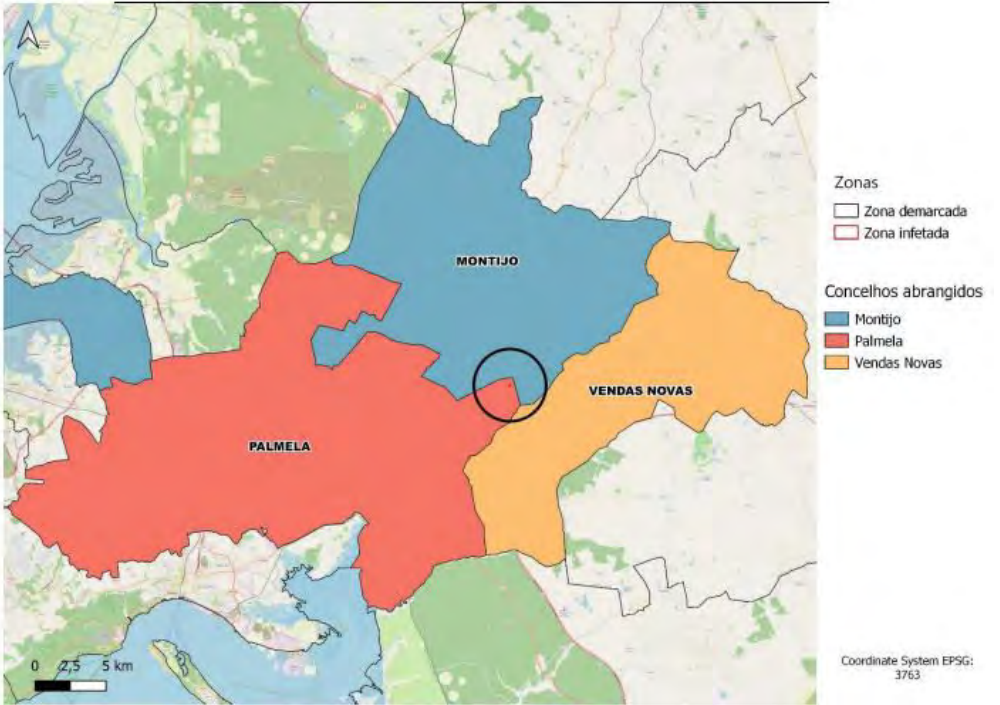 MONTIJO
VENDAS NOVAS
PALMELA
0 2,5 5 km
Zonas
Zona demarcada
Zona infetada
Concelhos abrangidos
Montijo
Palmela
Vendas Novas
Coordinate System EPSG:
3763